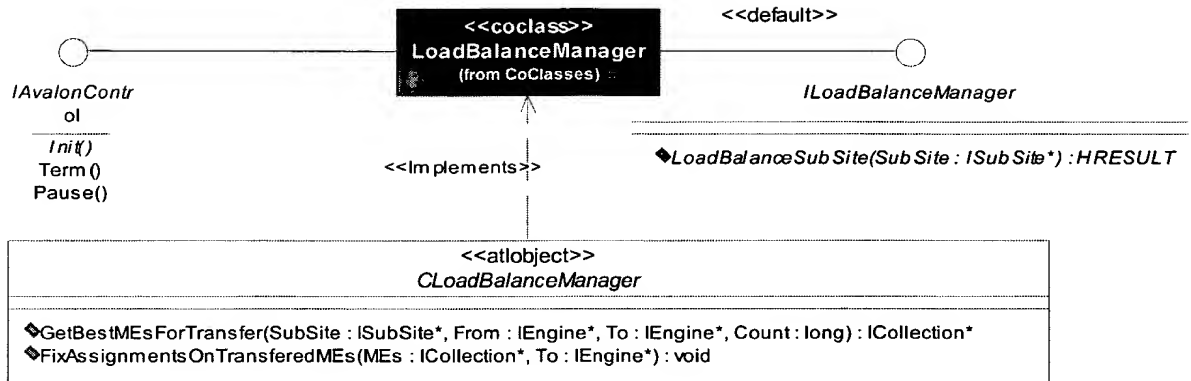 <<coclass>>
LoadBalanceManager
(from CoClasses)
<<default>>
IAvalonContr
ol
Init()
Term()
Pause()
ILoadBalanceManager
LoadBalanceSubSite(SubSite : ISubSite*) : HRESULT
<<Implements>>
<<atlobject>>
CLoadBalanceManager
GetBestMEsForTransfer(SubSite : ISubSite*, From : IEngine*, To : IEngine*, Count : long) : ICollection*
FixAssignmentsOnTransferedMEs(MEs : ICollection*, To : IEngine*) : void